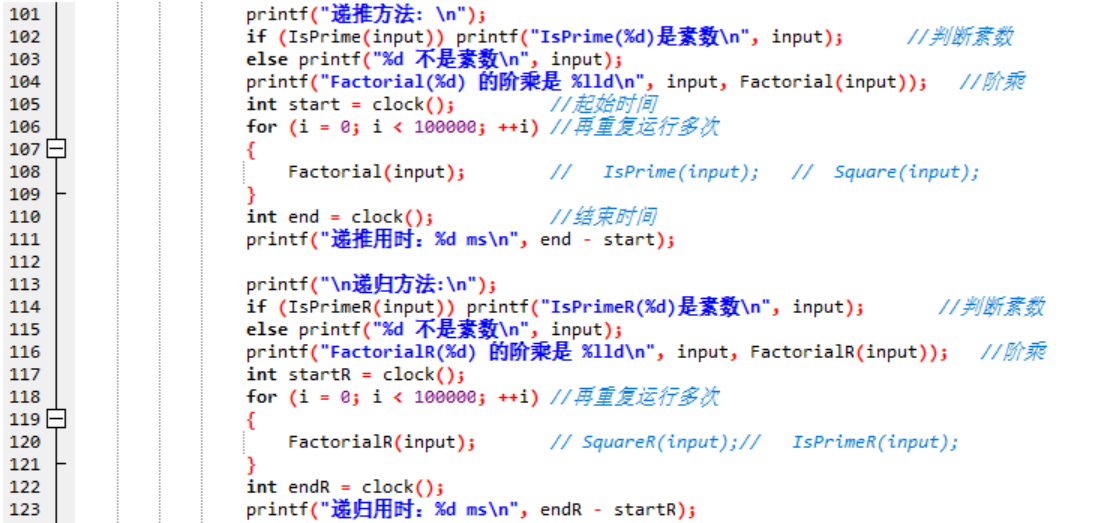 101 printf("递推方法: \n");
102 if (IsPrime(input)) printf("IsPrime(%d)是素数\n", input); //判断素数
103 else printf("%d 不是素数\n", input);
104 printf("Factorial(%d) 的阶乘是 %lld\n", input, Factorial(input)); //阶乘
105 int start = clock(); //起始时间
106 for (i = 0; i < 100000; ++i) //再重复运行多次
107 {
108 Factorial(input); // IsPrime(input); // Square(input);
109 }
110 int end = clock(); //结束时间
111 printf("递推用时: %d ms\n", end - start);
112
113 printf("\n递归方法:\n");
114 if (IsPrimeR(input)) printf("IsPrimeR(%d)是素数\n", input); //判断素数
115 else printf("%d 不是素数\n", input);
116 printf("FactorialR(%d) 的阶乘是 %lld\n", input, FactorialR(input)); //阶乘
117 int startR = clock();
118 for (i = 0; i < 100000; ++i) //再重复运行多次
119 {
120 FactorialR(input); // SquareR(input);// IsPrimeR(input);
121 }
122 int endR = clock();
123 printf("递归用时: %d ms\n", endR - startR);